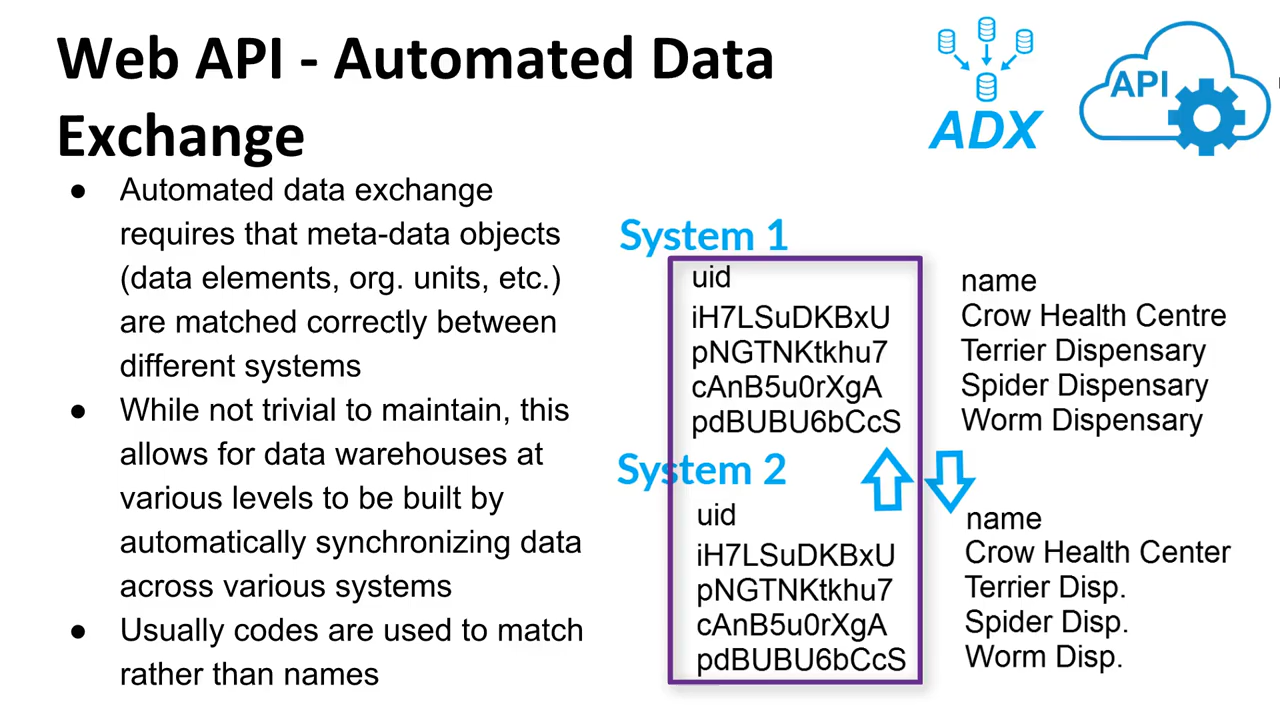 Web API - Automated Data
Exchange
ADX
API
● Automated data exchange
requires that meta-data objects
(data elements, org. units, etc.)
are matched correctly between
different systems
● While not trivial to maintain, this
allows for data warehouses at
various levels to be built by
automatically synchronizing data
across various systems
● Usually codes are used to match
rather than names
System 1
uid name
iH7LSuDKBxU Crow Health Centre
pNGTNKtkhu7 Terrier Dispensary
cAnB5u0rXgA Spider Dispensary
pdBUBU6bCcS Worm Dispensary
System 2
uid name
iH7LSuDKBxU Crow Health Center
pNGTNKtkhu7 Terrier Disp.
cAnB5u0rXgA Spider Disp.
pdBUBU6bCcS Worm Disp.